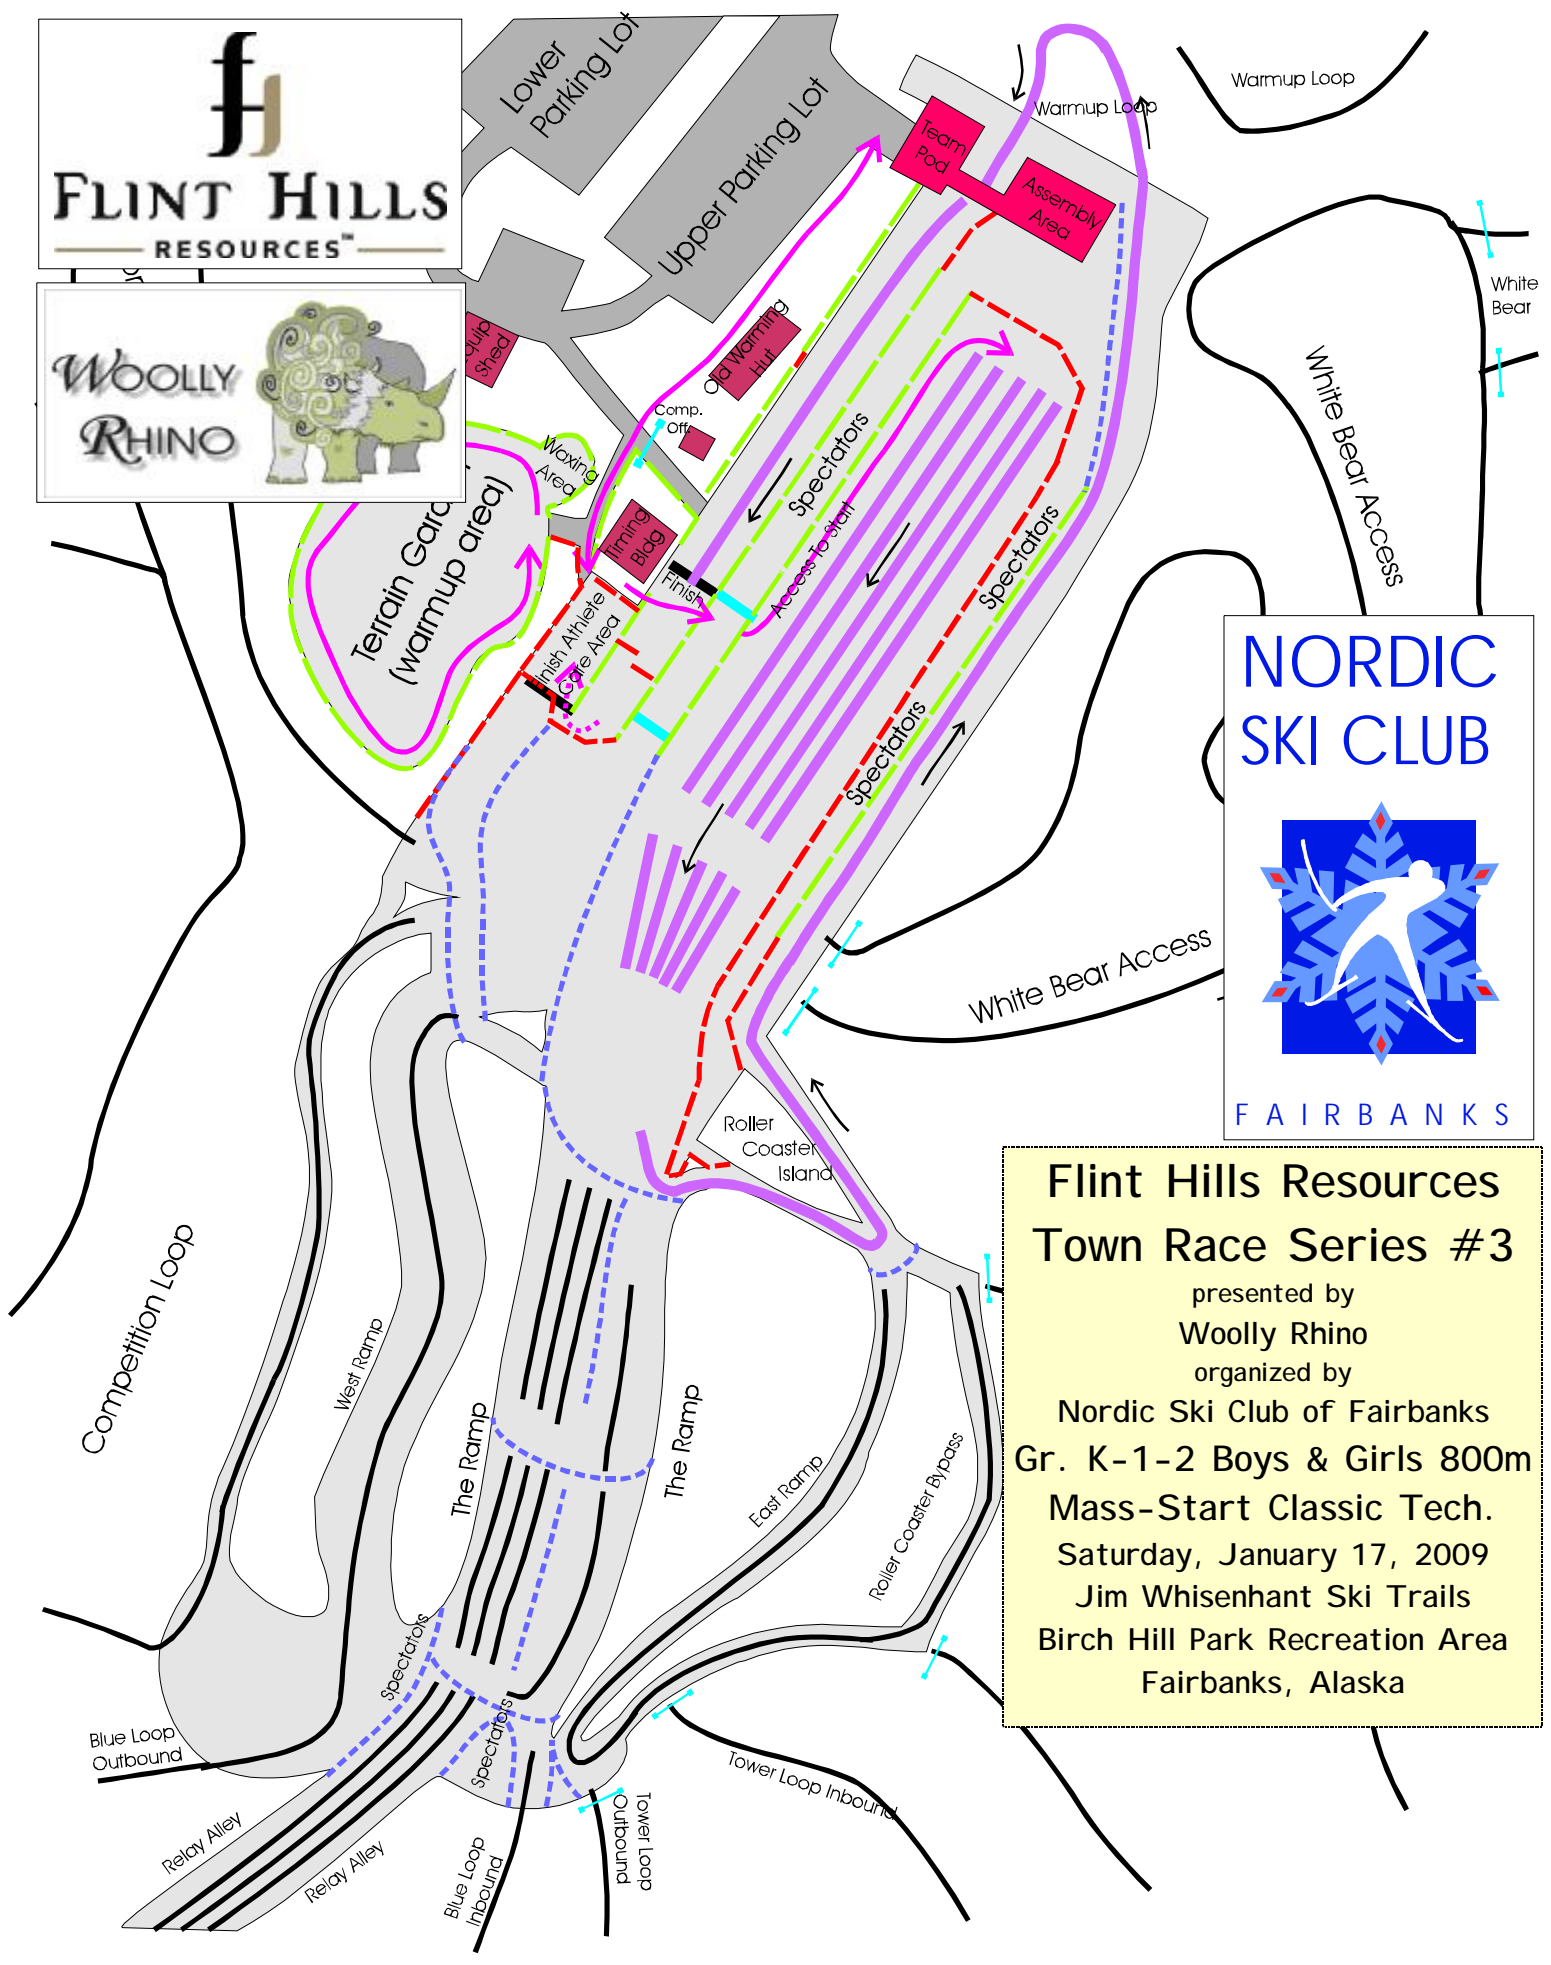 FLINT HILLS
RESOURCES™
WOOLLY
RHINO
Lower
Parking Lot
Upper Parking Lot
Team
Pod
Assembly
Area
Warmup Loop
Warmup Loop
White
Bear
White Bear Access
Old Warming
Hut
Comp.
Off.
Shed
Waxing
Area
Timing
Bldg
Finish
Finish Athlete
Care Area
(warmup area)
Terrain
Access To Start
Spectators
Spectators
Spectators
White Bear Access
NORDIC
SKI CLUB
FAIRBANKS
Roller
Coaster
Island
Competition Loop
West Ramp
The Ramp
The Ramp
East Ramp
Roller Coaster Bypass
Spectators
Spectators
Blue Loop
Outbound
Relay Alley
Relay Alley
Blue Loop
Inbound
Tower Loop
Outbound
Tower Loop Inbound
Flint Hills Resources
Town Race Series #3
presented by
Woolly Rhino
organized by
Nordic Ski Club of Fairbanks
Gr. K-1-2 Boys & Girls 800m
Mass-Start Classic Tech.
Saturday, January 17, 2009
Jim Whisenhant Ski Trails
Birch Hill Park Recreation Area
Fairbanks, Alaska